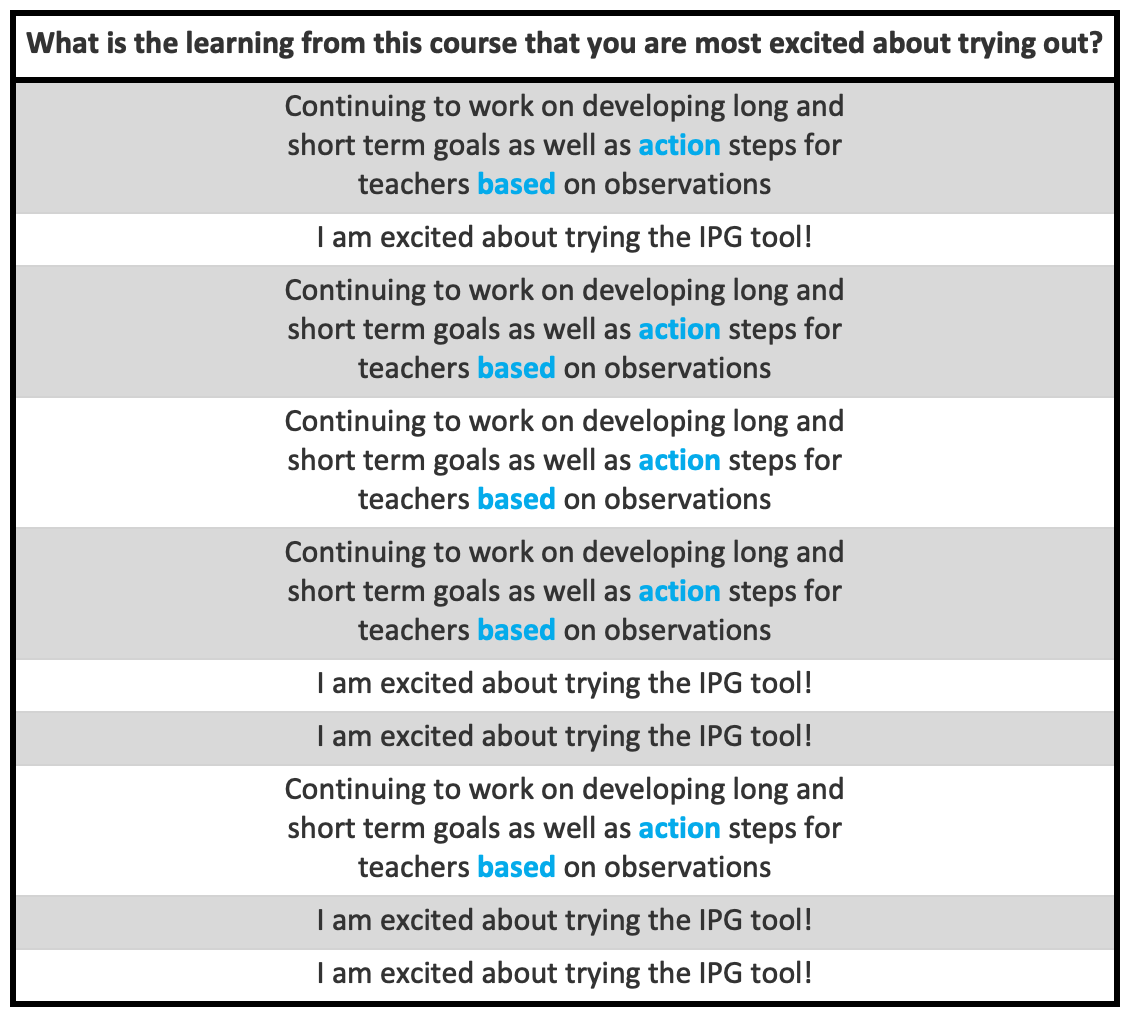 What is the learning from this course that you are most excited about trying out?
Continuing to work on developing long and
short term goals as well as action steps for
teachers based on observations
I am excited about trying the IPG tool!
Continuing to work on developing long and
short term goals as well as action steps for
teachers based on observations
Continuing to work on developing long and
short term goals as well as action steps for
teachers based on observations
Continuing to work on developing long and
short term goals as well as action steps for
teachers based on observations
I am excited about trying the IPG tool!
I am excited about trying the IPG tool!
Continuing to work on developing long and
short term goals as well as action steps for
teachers based on observations
I am excited about trying the IPG tool!
I am excited about trying the IPG tool!